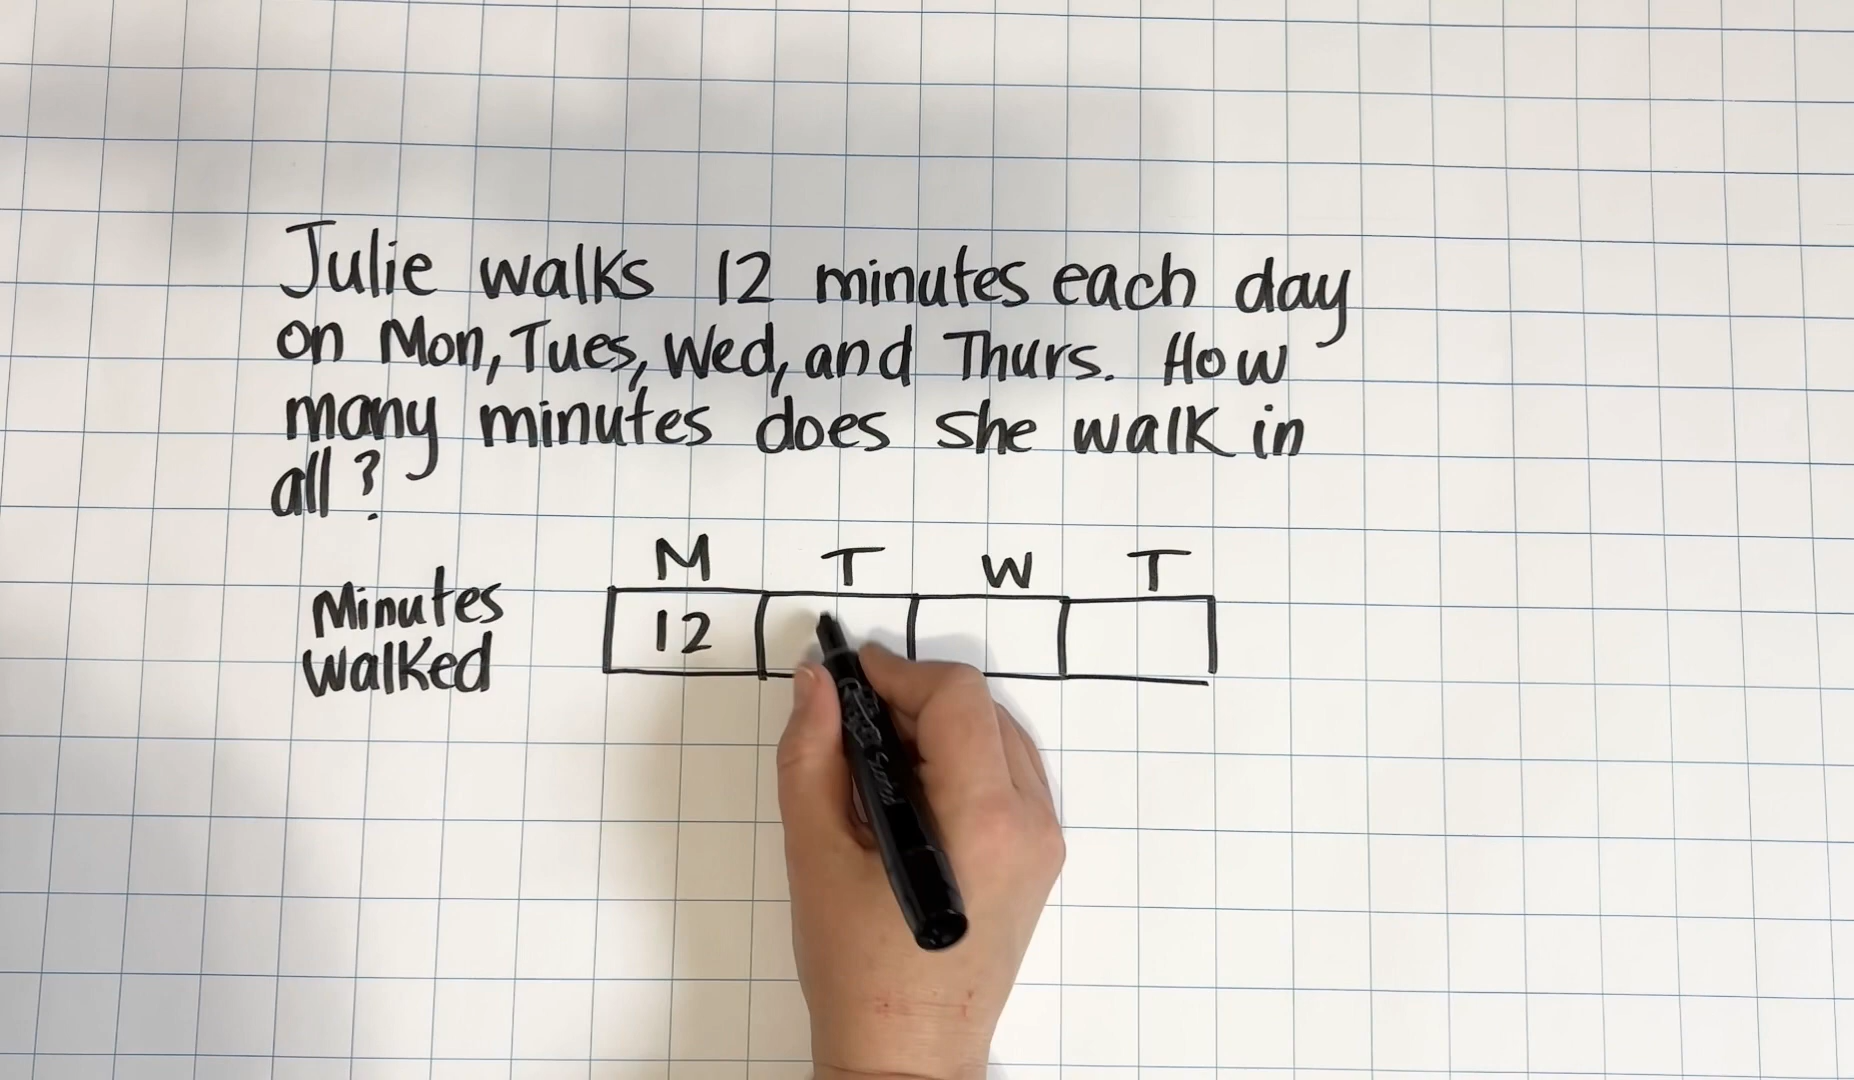 Julie walks 12 minutes each day
on Mon, Tues, Wed, and Thurs. How
many minutes does she walk in
all?
M T W T
Minutes 12
Walked